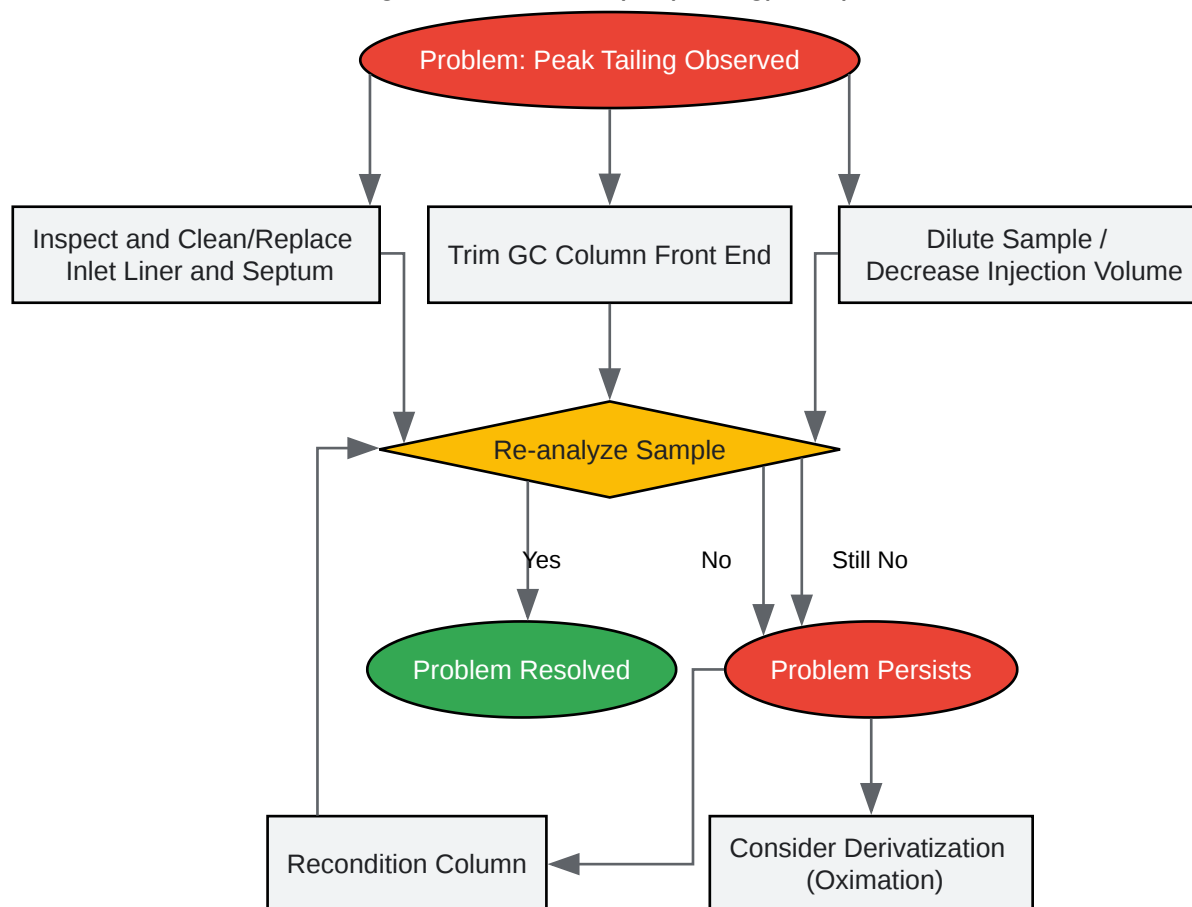 Problem: Peak Tailing Observed
Inspect and Clean/Replace
Inlet Liner and Septum
Trim GC Column Front End
Dilute Sample /
Decrease Injection Volume
Re-analyze Sample
Yes
No
Still No
Problem Resolved
Problem Persists
Recondition Column
Consider Derivatization
(Oximation)